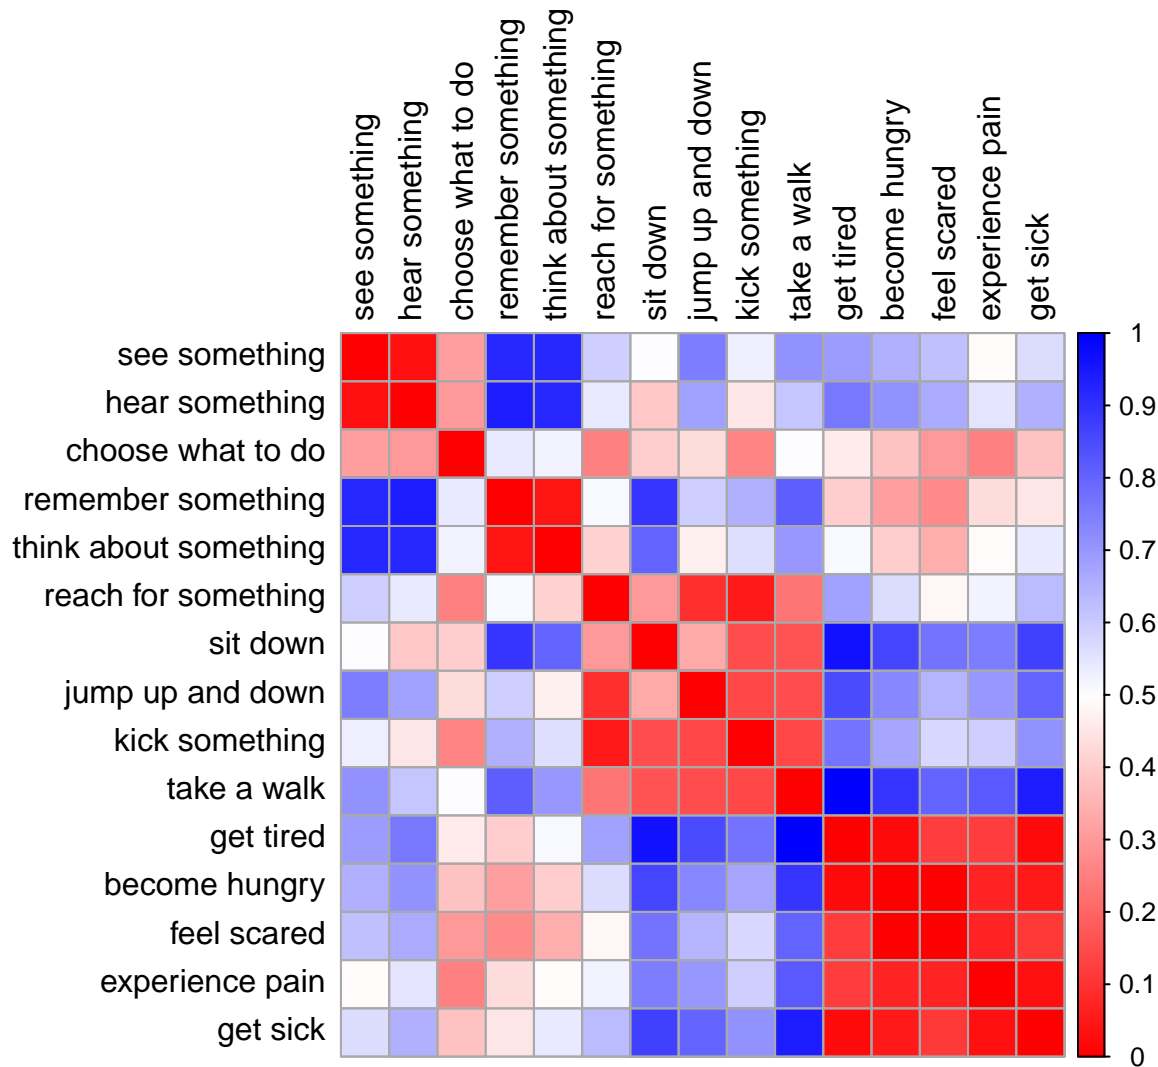 see something
hear something
choose what to do
remember something
think about something
reach for something
sit down
jump up and down
kick something
take a walk
get tired
become hungry
feel scared
experience pain
get sick
see something
hear something
choose what to do
remember something
think about something
reach for something
sit down
jump up and down
kick something
take a walk
get tired
become hungry
feel scared
experience pain
get sick
1
0.9
0.8
0.7
0.6
0.5
0.4
0.3
0.2
0.1
0